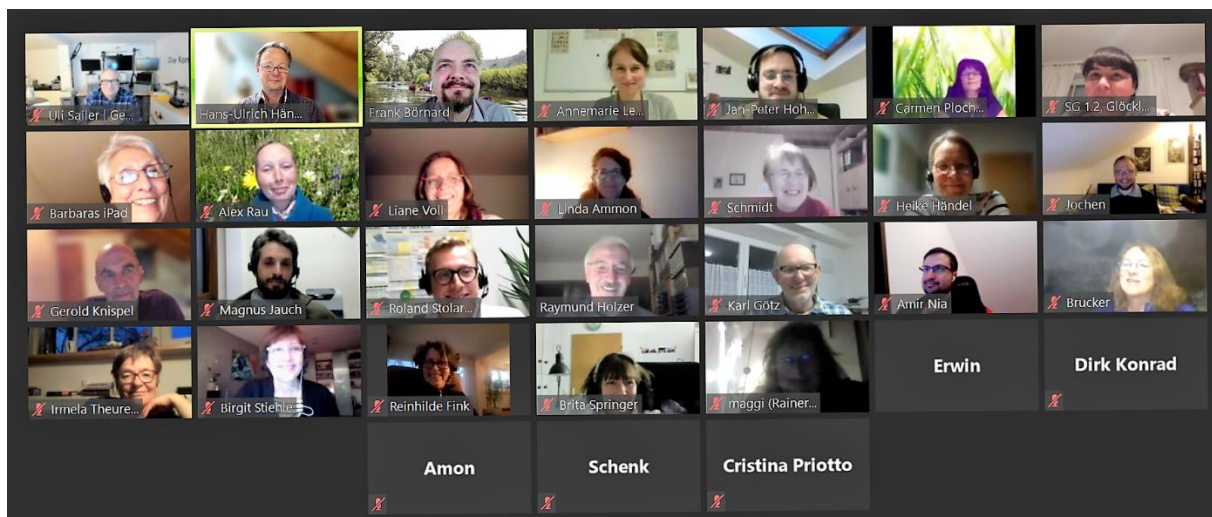 Uli Sailer | Ge...
Hans-Ulrich Hän...
Frank Börnard
Annemarie Le...
Jan-Peter Hoh...
Carmen Ploch...
SG 1.2, Glöckl...
Barbaras iPad
Alex Rau
Liane Voll
Linda Ammon
Schmidt
Heike Händel
Jochen
Gerold Knispel
Magnus Jauch
Roland Stolar...
Raymund Holzer
Karl Götz
Amir Nia
Brucker
Irmela Theure...
Birgit Stiehle
Reinhilde Fink
Brita Springer
maggi (Rainer...
Erwin
Dirk Konrad
Amon
Schenk
Cristina Priotto